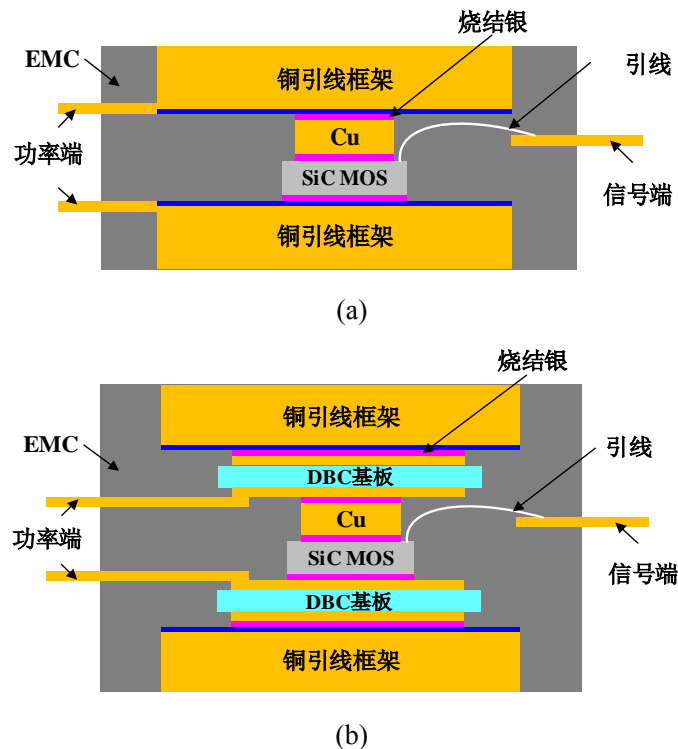 烧结银
EMC
铜引线框架
引线
Cu
功率端
SiC MOS
信号端
铜引线框架
(a)
烧结银
铜引线框架
EMC
引线
DBC基板
Cu
功率端
SiC MOS
信号端
DBC基板
铜引线框架
(b)